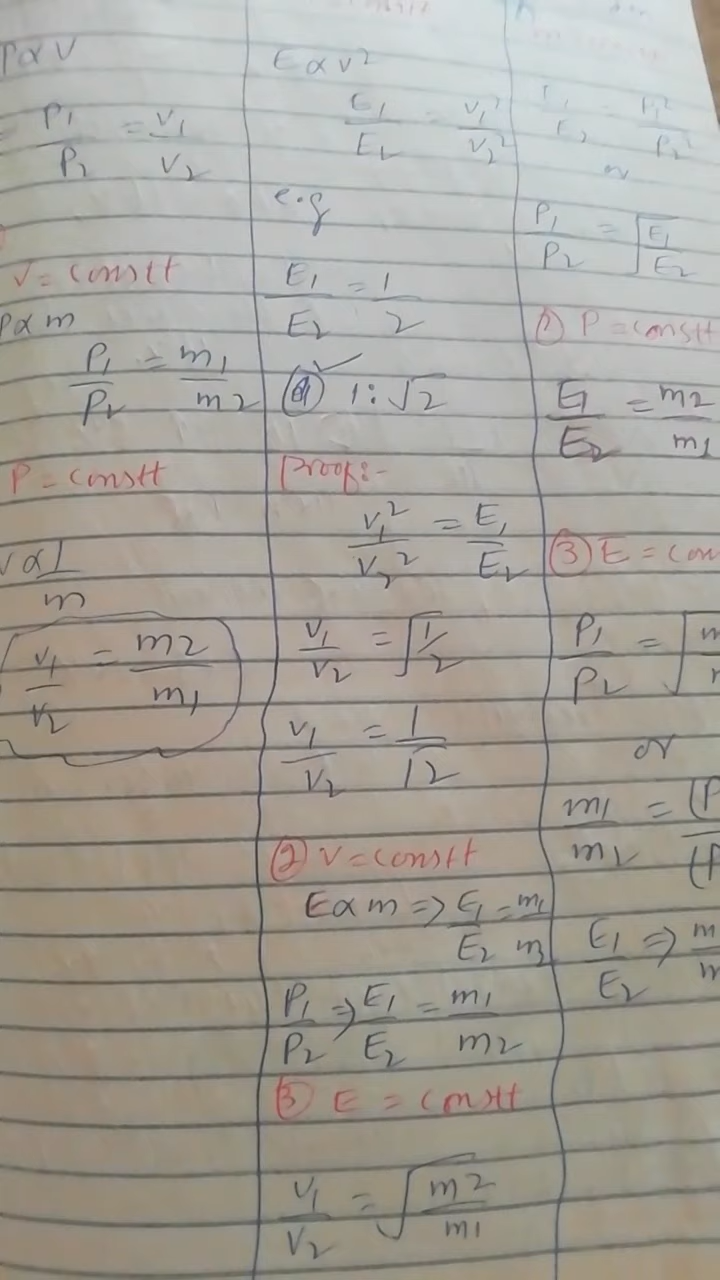 P∝V
P1/P2 = V1/V2
V = constt
P∝m
P1/P2 = m1/m2
P = constt
V∝1/m
V1/V2 = m2/m1
E∝V²
E1/E2 = V1²/V2²
e.g
E1/E2 = 1/2
1:√2
Proof:-
V1²/V2² = E1/E2
V1/V2 = √1/2
V1/V2 = 1/√2
② V = constt
E∝m => E1/E2 = m1/m2
P1/P2 => E1/E2 = m1/m2
③ E = constt
V1/V2 = √m2/m1
E1/E2 = P1²/P2²
or
P1/P2 = √E1/E2
P = constt
E1/E2 = m2/m1
③ E = con
P1/P2 = √m
or
m1/m2 = (P/(P
E1/E2 => m/m